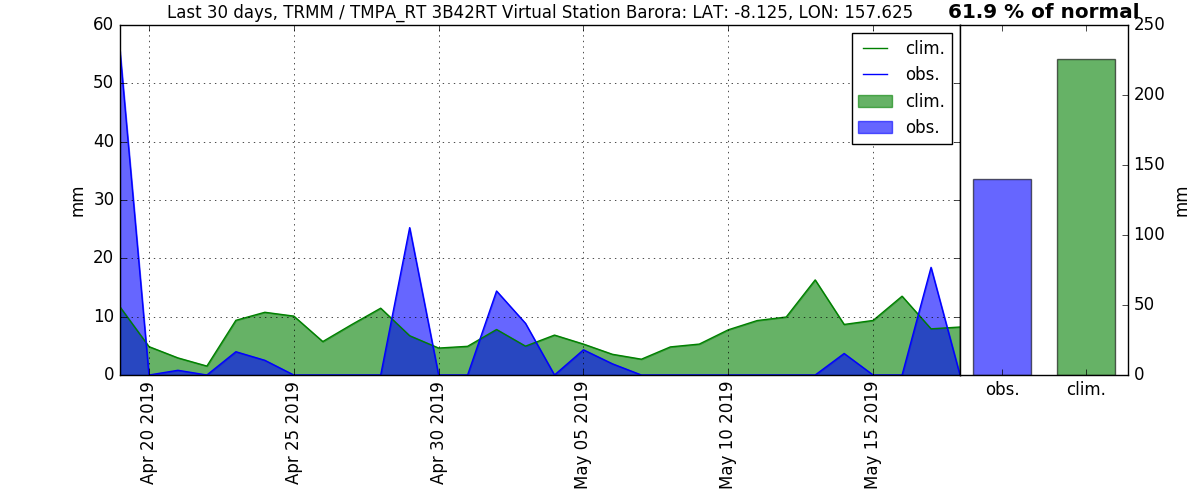 Last 30 days, TRMM / TMPA_RT 3B42RT Virtual Station Barora: LAT: -8.125, LON: 157.625
61.9 % of normal
60
50
40
30
20
10
0
mm
clim.
obs.
clim.
obs.
250
200
150
100
50
0
mm
obs.
clim.
Apr 20 2019
Apr 25 2019
Apr 30 2019
May 05 2019
May 10 2019
May 15 2019